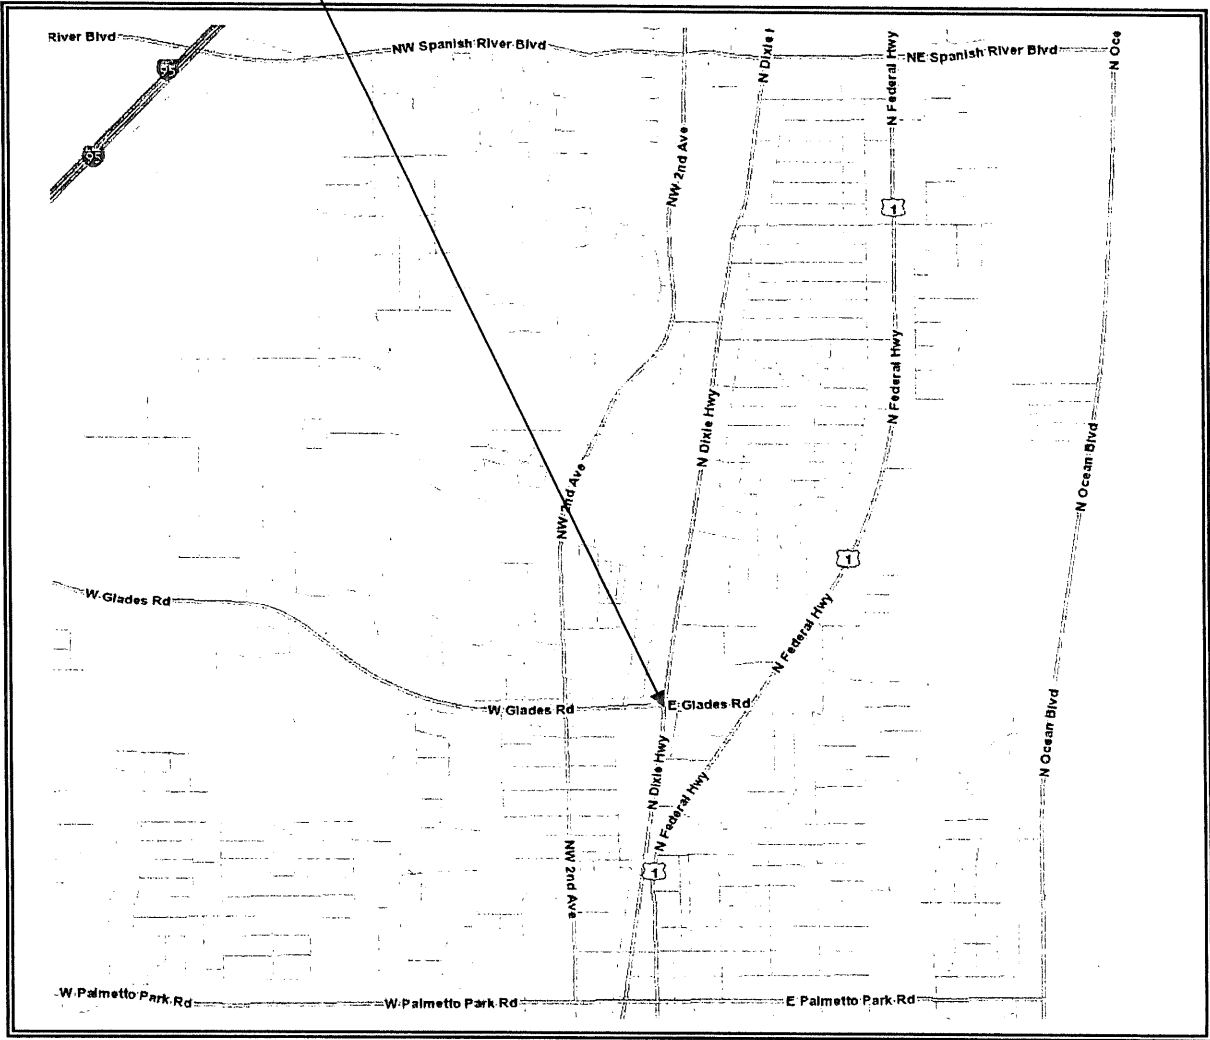 River Blvd
NW Spanish River Blvd
NE Spanish River Blvd
N Oce
N Dixie
N Federal Hwy
95
95
NW 2nd Ave
1
N Federal Hwy
N Dixie Hwy
N Ocean Blvd
NW 2nd Ave
1
W Glades Rd
N Federal Hwy
W Glades Rd
E Glades Rd
N Ocean Blvd
N Dixie Hwy
N Federal Hwy
NW 2nd Ave
1
W Palmetto Park Rd
W Palmetto Park Rd
E Palmetto Park Rd